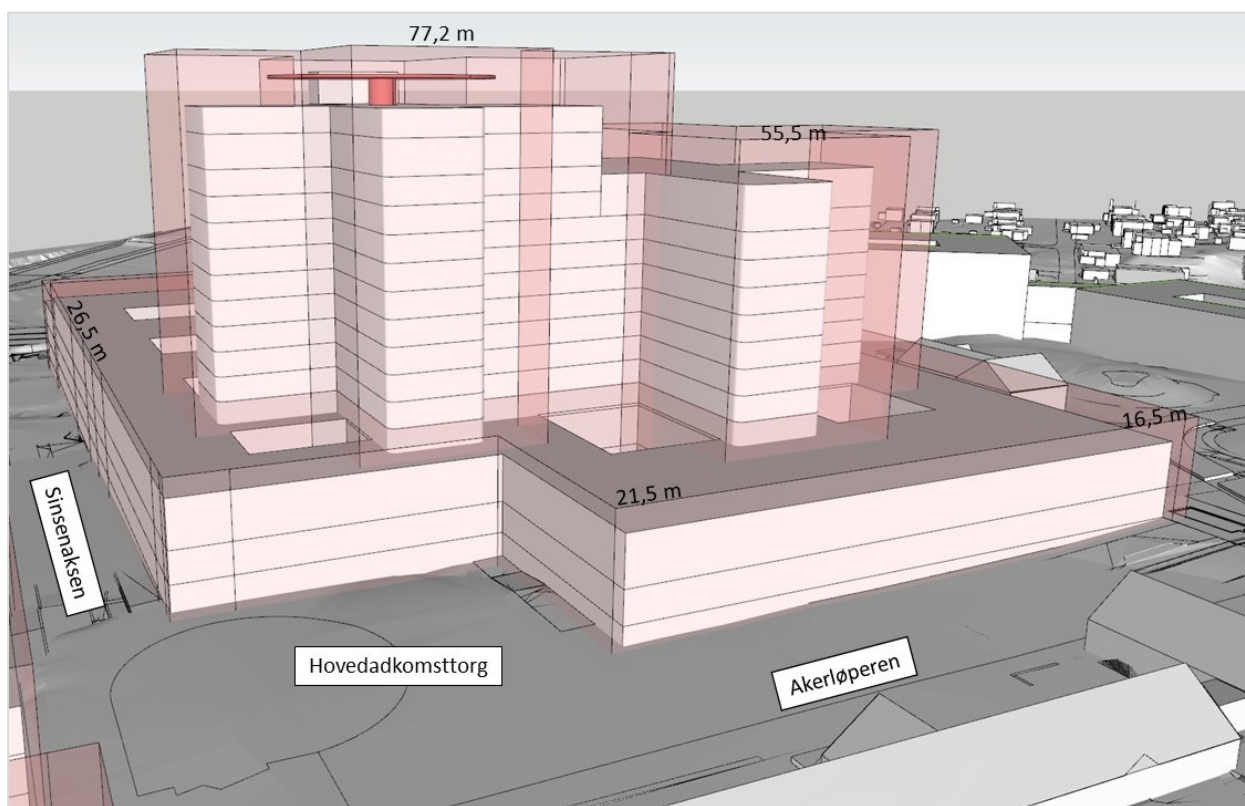 77,2 m
55,5 m
26,5 m
16,5 m
21,5 m
Sinsenaksen
Hovedadkomsttorg
Akerløperen